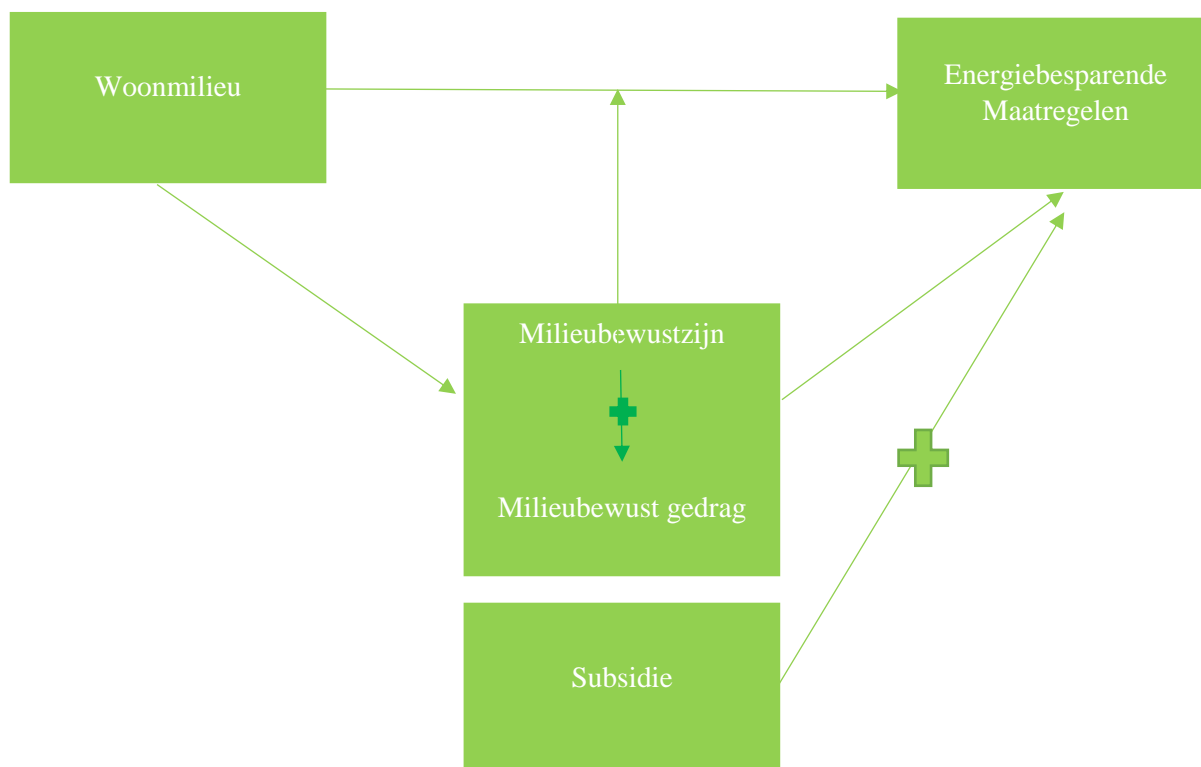 Woonmilieu
Energiebesparende
Maatregelen
Milieubewustzijn
Milieubewust gedrag
Subsidie